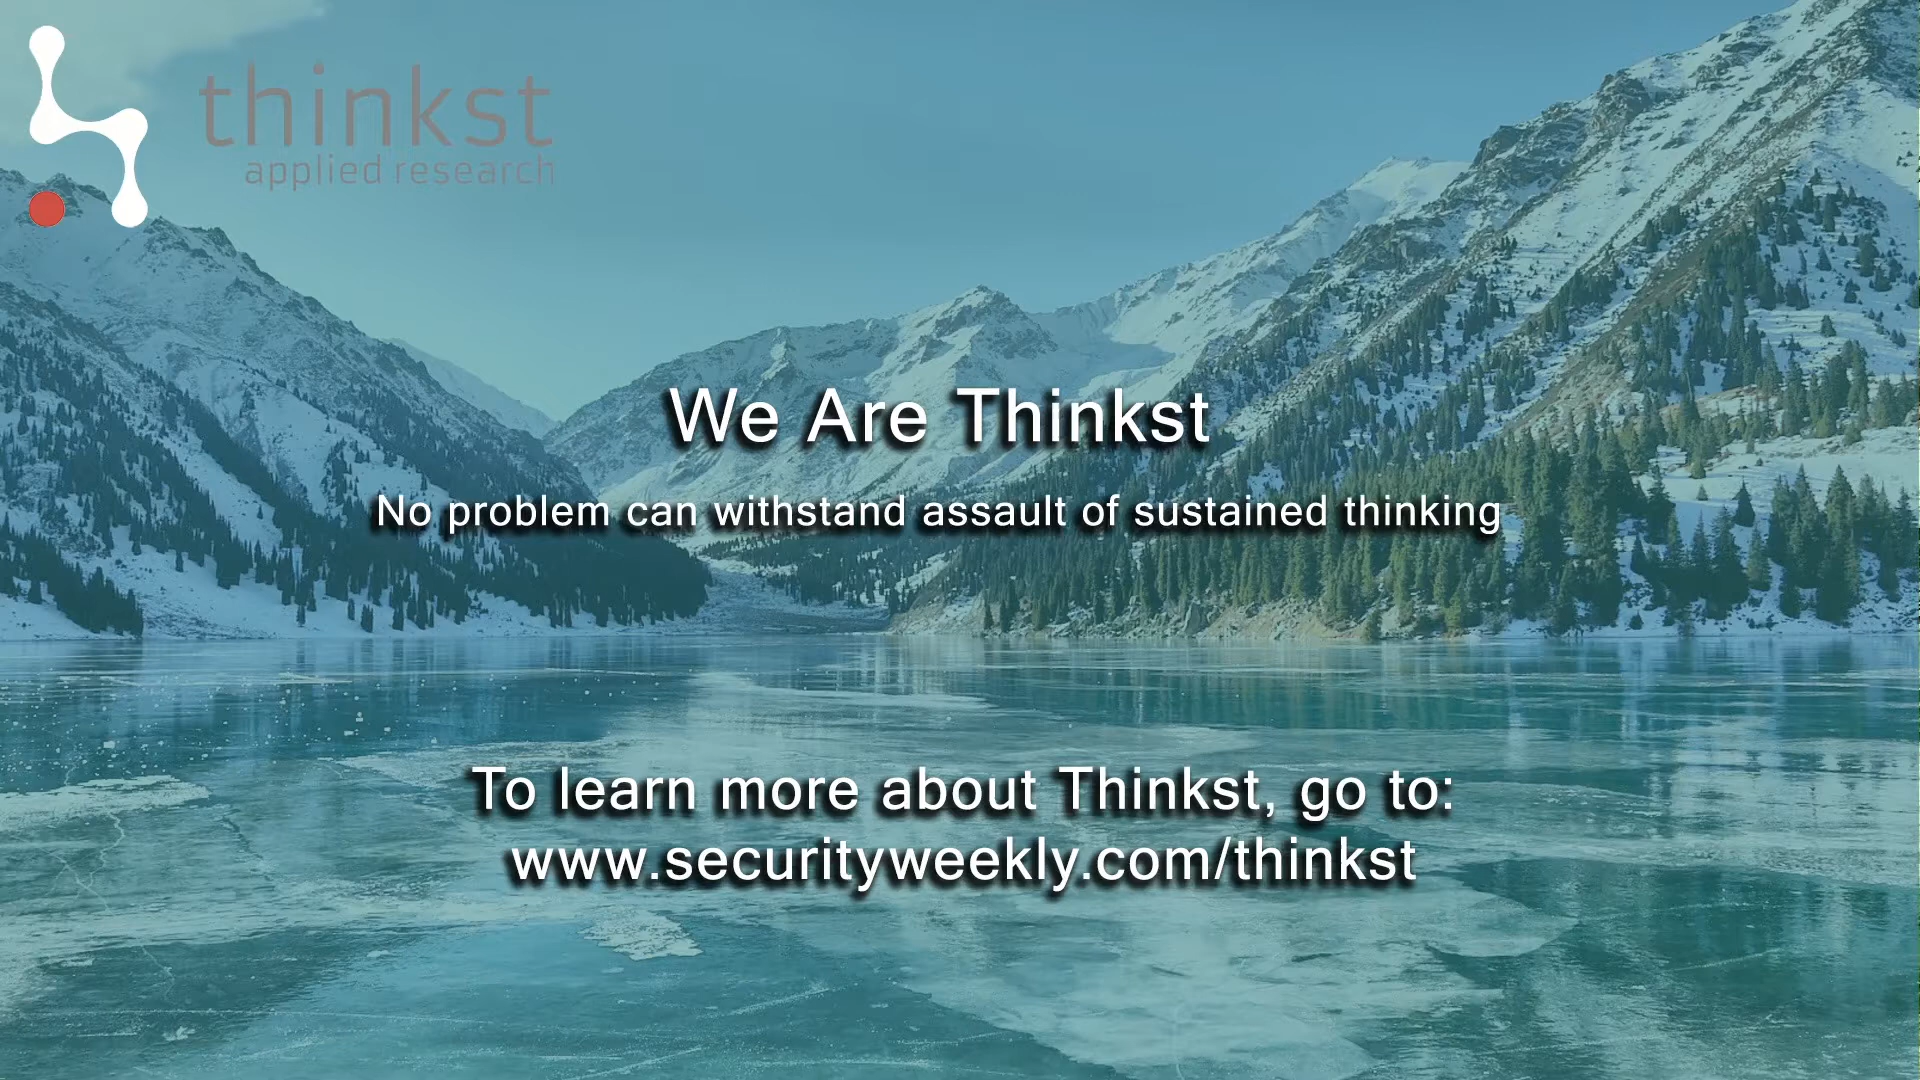 thinkst
applied research
We Are Thinkst
No problem can withstand assault of sustained thinking
To learn more about Thinkst, go to:
www.securityweekly.com/thinkst